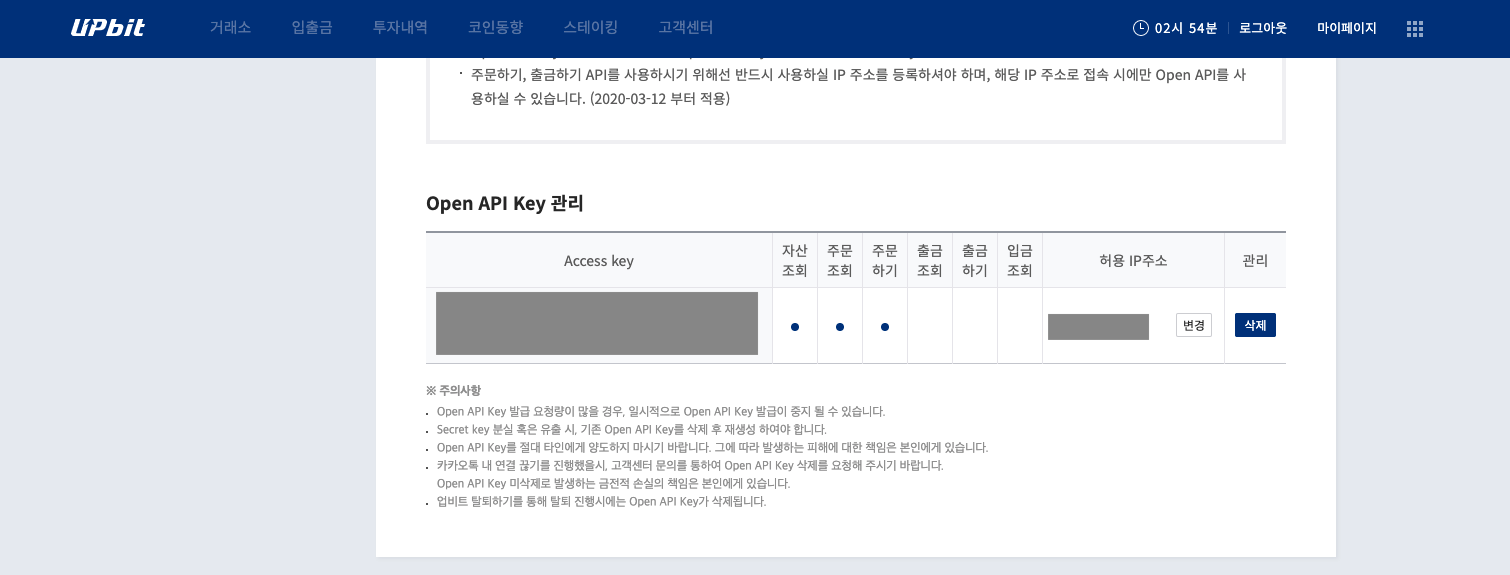 UPbit 거래소 입출금 투자내역 코인동향 스테이킹 고객센터 02시 54분 로그아웃 마이페이지
· 주문하기, 출금하기 API를 사용하시기 위해선 반드시 사용하실 IP 주소를 등록하셔야 하며, 해당 IP 주소로 접속 시에만 Open API를 사
용하실 수 있습니다. (2020-03-12 부터 적용)
Open API Key 관리
Access key 자산 조회 주문 조회 주문 하기 출금 조회 출금 하기 입금 조회 허용 IP주소 관리
● ● ● 변경 삭제
※ 주의사항
· Open API Key 발급 요청량이 많을 경우, 일시적으로 Open API Key 발급이 중지 될 수 있습니다.
· Secret key 분실 혹은 유출 시, 기존 Open API Key를 삭제 후 재생성 하여야 합니다.
· Open API Key를 절대 타인에게 양도하지 마시기 바랍니다. 그에 따라 발생하는 피해에 대한 책임은 본인에게 있습니다.
· 카카오톡 내 연결 끊기를 진행했을시, 고객센터 문의를 통하여 Open API Key 삭제를 요청해 주시기 바랍니다.
Open API Key 미삭제로 발생하는 금전적 손실의 책임은 본인에게 있습니다.
· 업비트 탈퇴하기를 통해 탈퇴 진행시에는 Open API Key가 삭제됩니다.